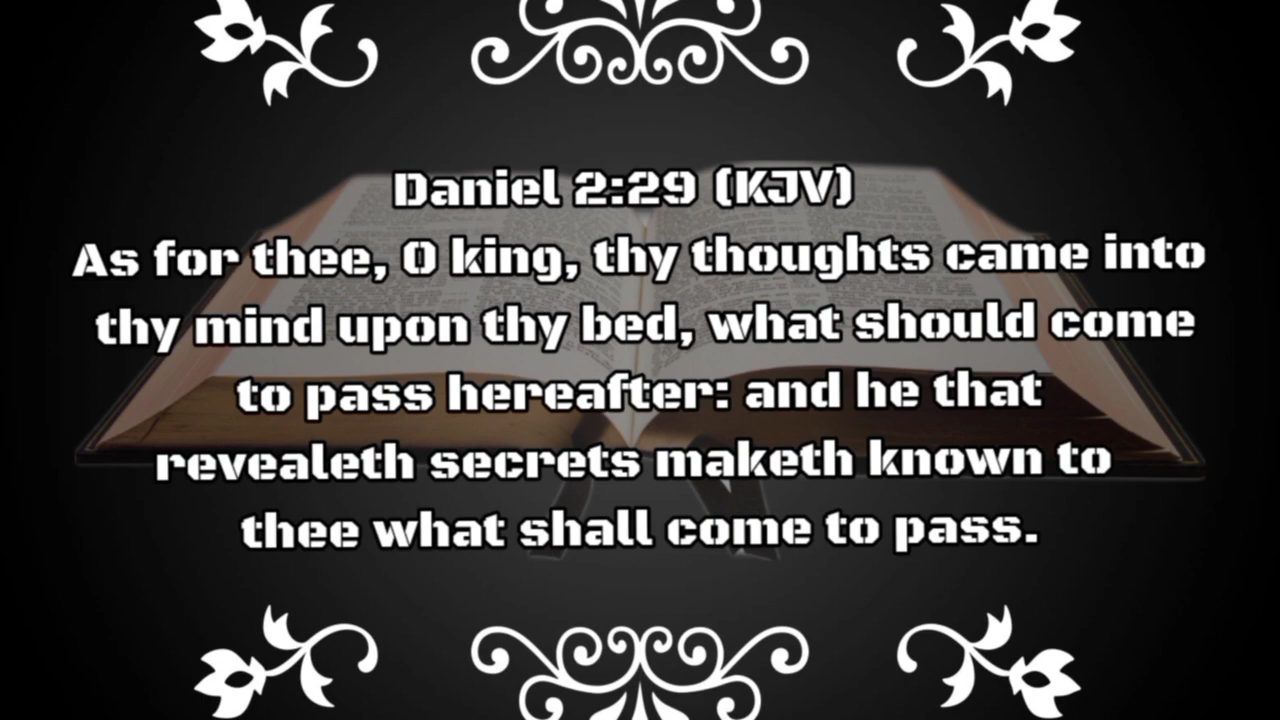 Daniel 2:29 (KJV)
As for thee, O king, thy thoughts came into
thy mind upon thy bed, what should come
to pass hereafter: and he that
revealeth secrets maketh known to
thee what shall come to pass.